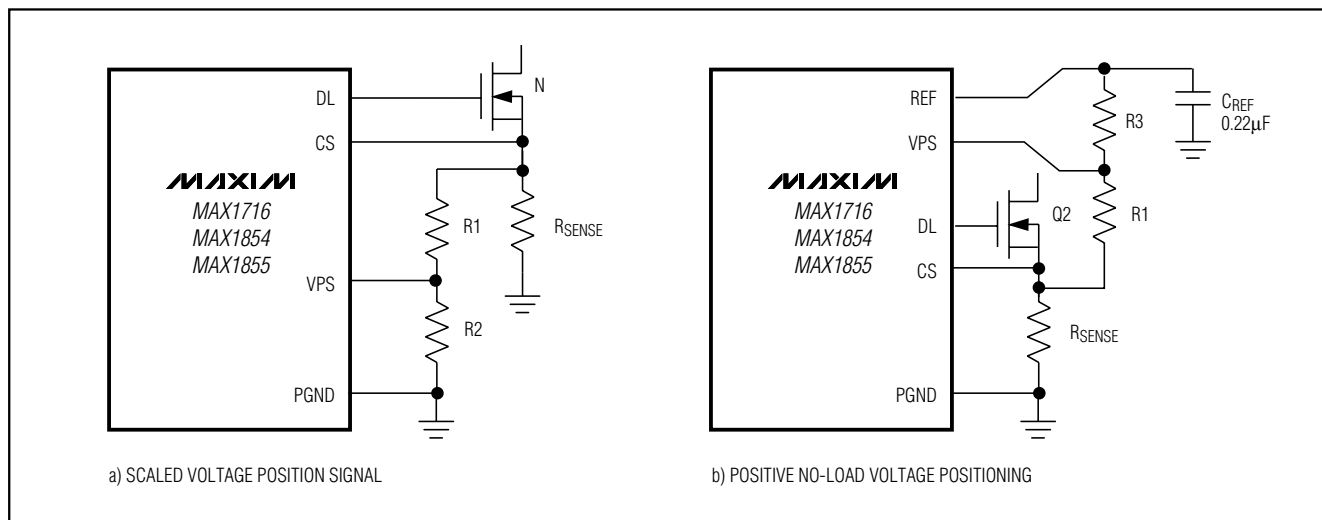 DL
N
CS
MAXIM
MAX1716
MAX1854
MAX1855
R1
RSENSE
VPS
R2
PGND
a) SCALED VOLTAGE POSITION SIGNAL
REF
CREF
0.22µF
R3
VPS
MAXIM
MAX1716
MAX1854
MAX1855
Q2
R1
DL
CS
RSENSE
PGND
b) POSITIVE NO-LOAD VOLTAGE POSITIONING